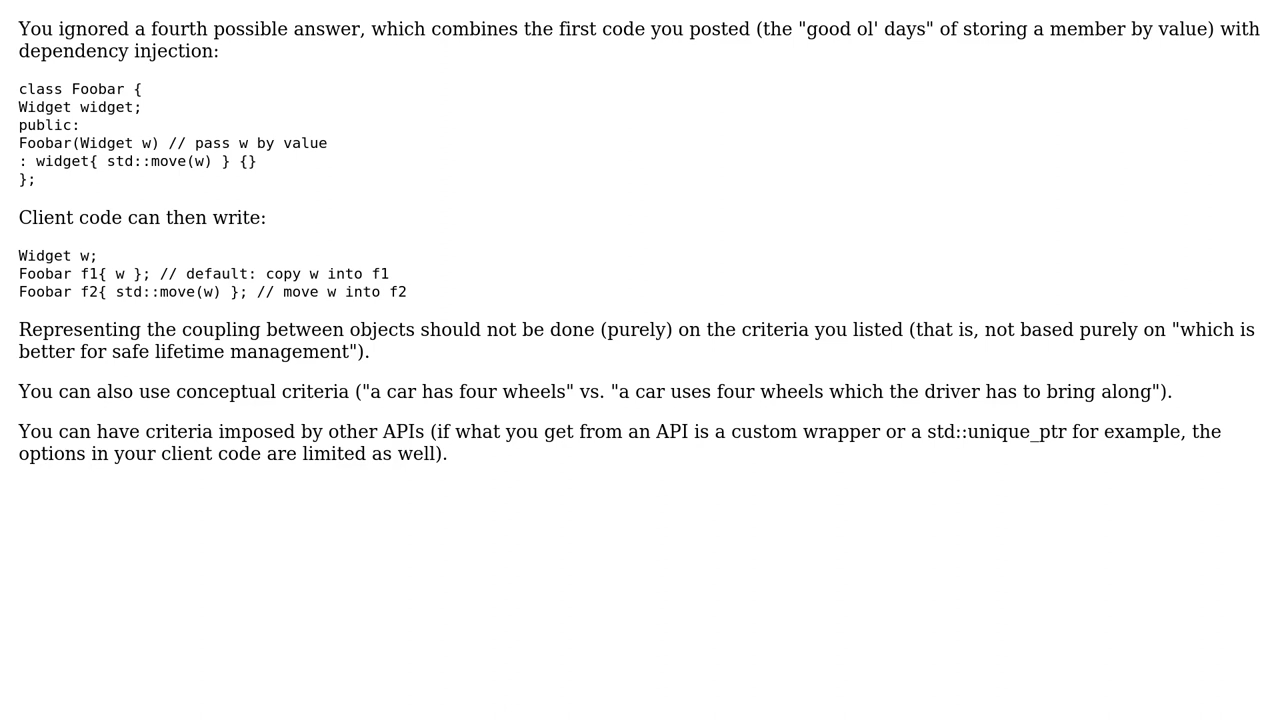 You ignored a fourth possible answer, which combines the first code you posted (the "good ol' days" of storing a member by value) with
dependency injection:
class Foobar {
Widget widget;
public:
Foobar(Widget w) // pass w by value
: widget{ std::move(w) } {}
};
Client code can then write:
Widget w;
Foobar f1{ w }; // default: copy w into f1
Foobar f2{ std::move(w) }; // move w into f2
Representing the coupling between objects should not be done (purely) on the criteria you listed (that is, not based purely on "which is
better for safe lifetime management").
You can also use conceptual criteria ("a car has four wheels" vs. "a car uses four wheels which the driver has to bring along").
You can have criteria imposed by other APIs (if what you get from an API is a custom wrapper or a std::unique_ptr for example, the
options in your client code are limited as well).